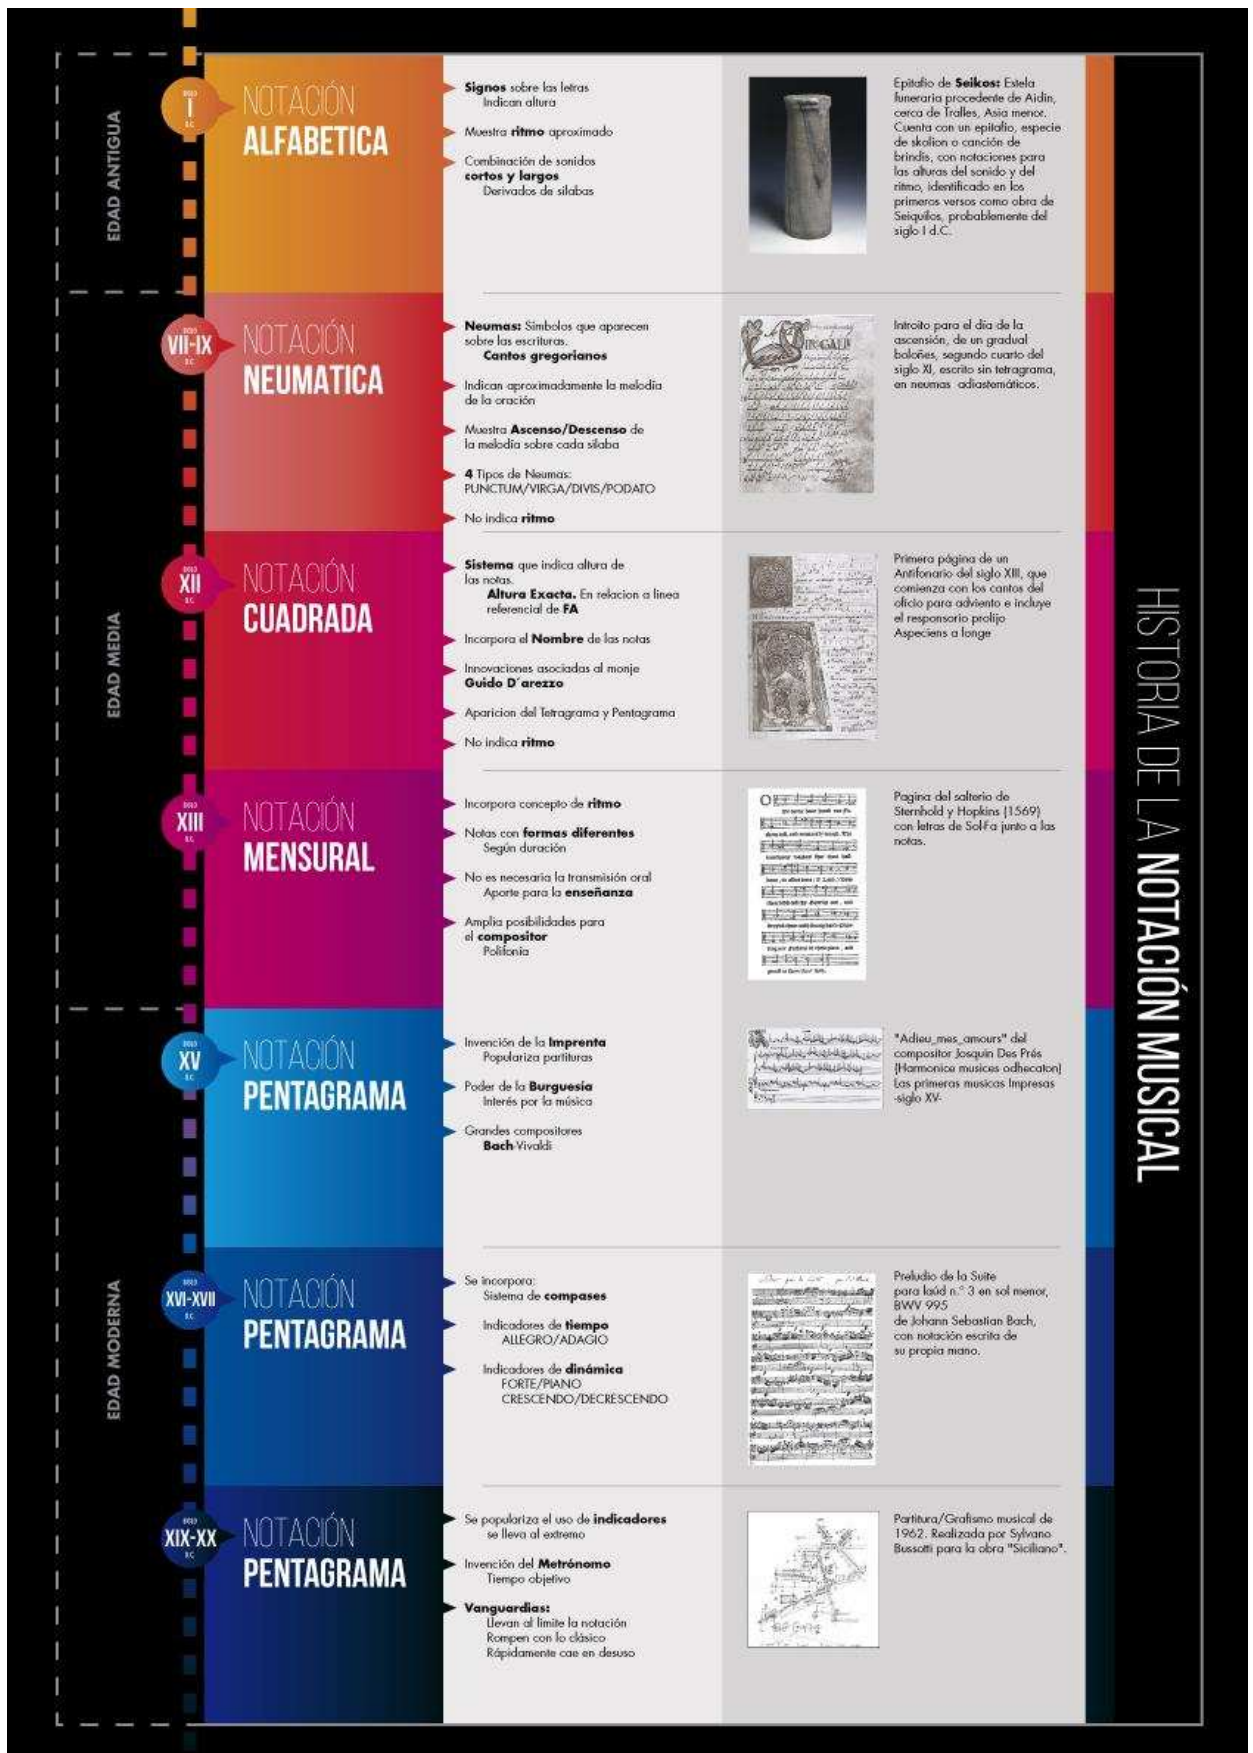 HISTORIA DE LA NOTACIÓN MUSICAL
EDAD ANTIGUA
SIGLO
I
D.C.
NOTACIÓN
ALFABETICA
Signos sobre las letras
Indican altura
Muestra ritmo aproximado
Combinación de sonidos
cortos y largos
Derivados de silabas
Epitafio de Seikos: Estela
funeraria procedente de Aidin,
cerca de Tralles, Asia menor.
Cuenta con un epitafio, especie
de skolion o canción de
brindis, con notaciones para
las alturas del sonido y del
ritmo, identificado en los
primeros versos como obra de
Seiquilos, probablemente del
siglo I d.C.
EDAD MEDIA
VII-IX
NOTACIÓN
NEUMATICA
Neumas: Simbolos que aparecen
sobre las escrituras.
Cantos gregorianos
Indican aproximadamente la melodía
de la oración
Muestra Ascenso/Descenso de
la melodía sobre cada silaba
4 Tipos de Neumas:
PUNCTUM/VIRGA/DIVIS/PODATO
No indica ritmo
Introito para el dia de la
ascensión, de un gradual
boloñes, segundo cuarto del
siglo XI, escrito sin tetragrama,
en neumas adiastemáticos.
XII
NOTACIÓN
CUADRADA
Sistema que indica altura de
las notas.
Altura Exacta. En relacion a linea
referencial de FA
Incorpora el Nombre de las notas
Innovaciones asociadas al monje
Guido D´arezzo
Aparicion del Tetragrama y Pentagrama
No indica ritmo
Primera página de un
Antifonario del siglo XIII, que
comienza con los cantos del
oficio para adviento e incluye
el responsorio prolijo
Aspeciens a longe
XIII
NOTACIÓN
MENSURAL
Incorpora concepto de ritmo
Notas con formas diferentes
Según duración
No es necesaria la transmisión oral
Aporte para la enseñanza
Amplia posibilidades para
el compositor
Polifonia
Pagina del salterio de
Sternhold y Hopkins (1569)
con letras de Sol-Fa junto a las
notas.
EDAD MODERNA
XV
NOTACIÓN
PENTAGRAMA
Invención de la Imprenta
Populariza partituras
Poder de la Burguesía
Interés por la música
Grandes compositores
Bach-Vivaldi
"Adieu_mes_amours" del
compositor Josquin Des Prés
(Harmonice musices odhecaton)
Las primeras musicas Impresas
-siglo XV-
XVI-XVII
NOTACIÓN
PENTAGRAMA
Se incorpora:
Sistema de compases
Indicadores de tiempo
ALLEGRO/ADAGIO
Indicadores de dinámica
FORTE/PIANO
CRESCENDO/DECRESCENDO
Preludio de la Suite
para laúd n.º 3 en sol menor,
BWV 995
de Johann Sebastian Bach,
con notación escrita de
su propia mano.
XIX-XX
NOTACIÓN
PENTAGRAMA
Se populariza el uso de indicadores
se lleva al extremo
Invención del Metrónomo
Tiempo objetivo
Vanguardias:
Llevan al limite la notación
Rompen con lo clásico
Rápidamente cae en desuso
Partitura/Grafismo musical de
1962. Realizada por Sylvano
Bussotti para la obra "Siciliano".